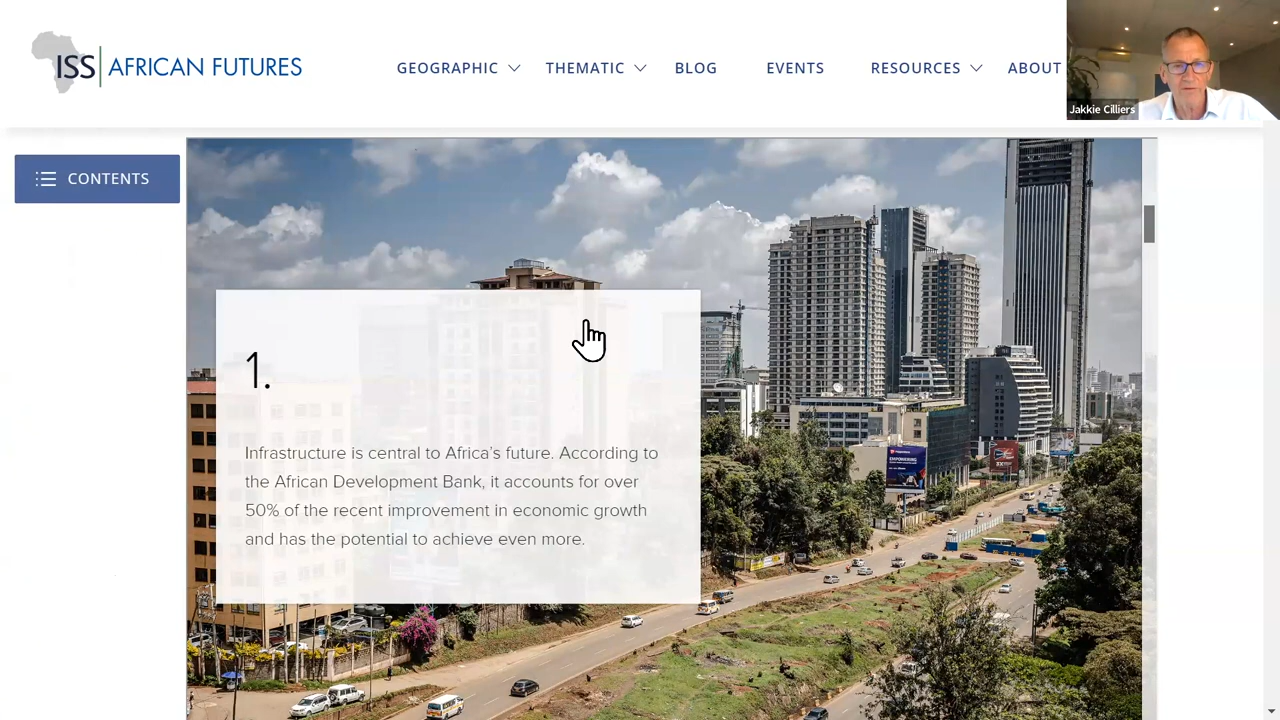 ISS AFRICAN FUTURES
GEOGRAPHIC
THEMATIC
BLOG
EVENTS
RESOURCES
ABOUT
Jakkie Cilliers
CONTENTS
1.
Infrastructure is central to Africa's future. According to
the African Development Bank, it accounts for over
50% of the recent improvement in economic growth
and has the potential to achieve even more.
EMPOWERING